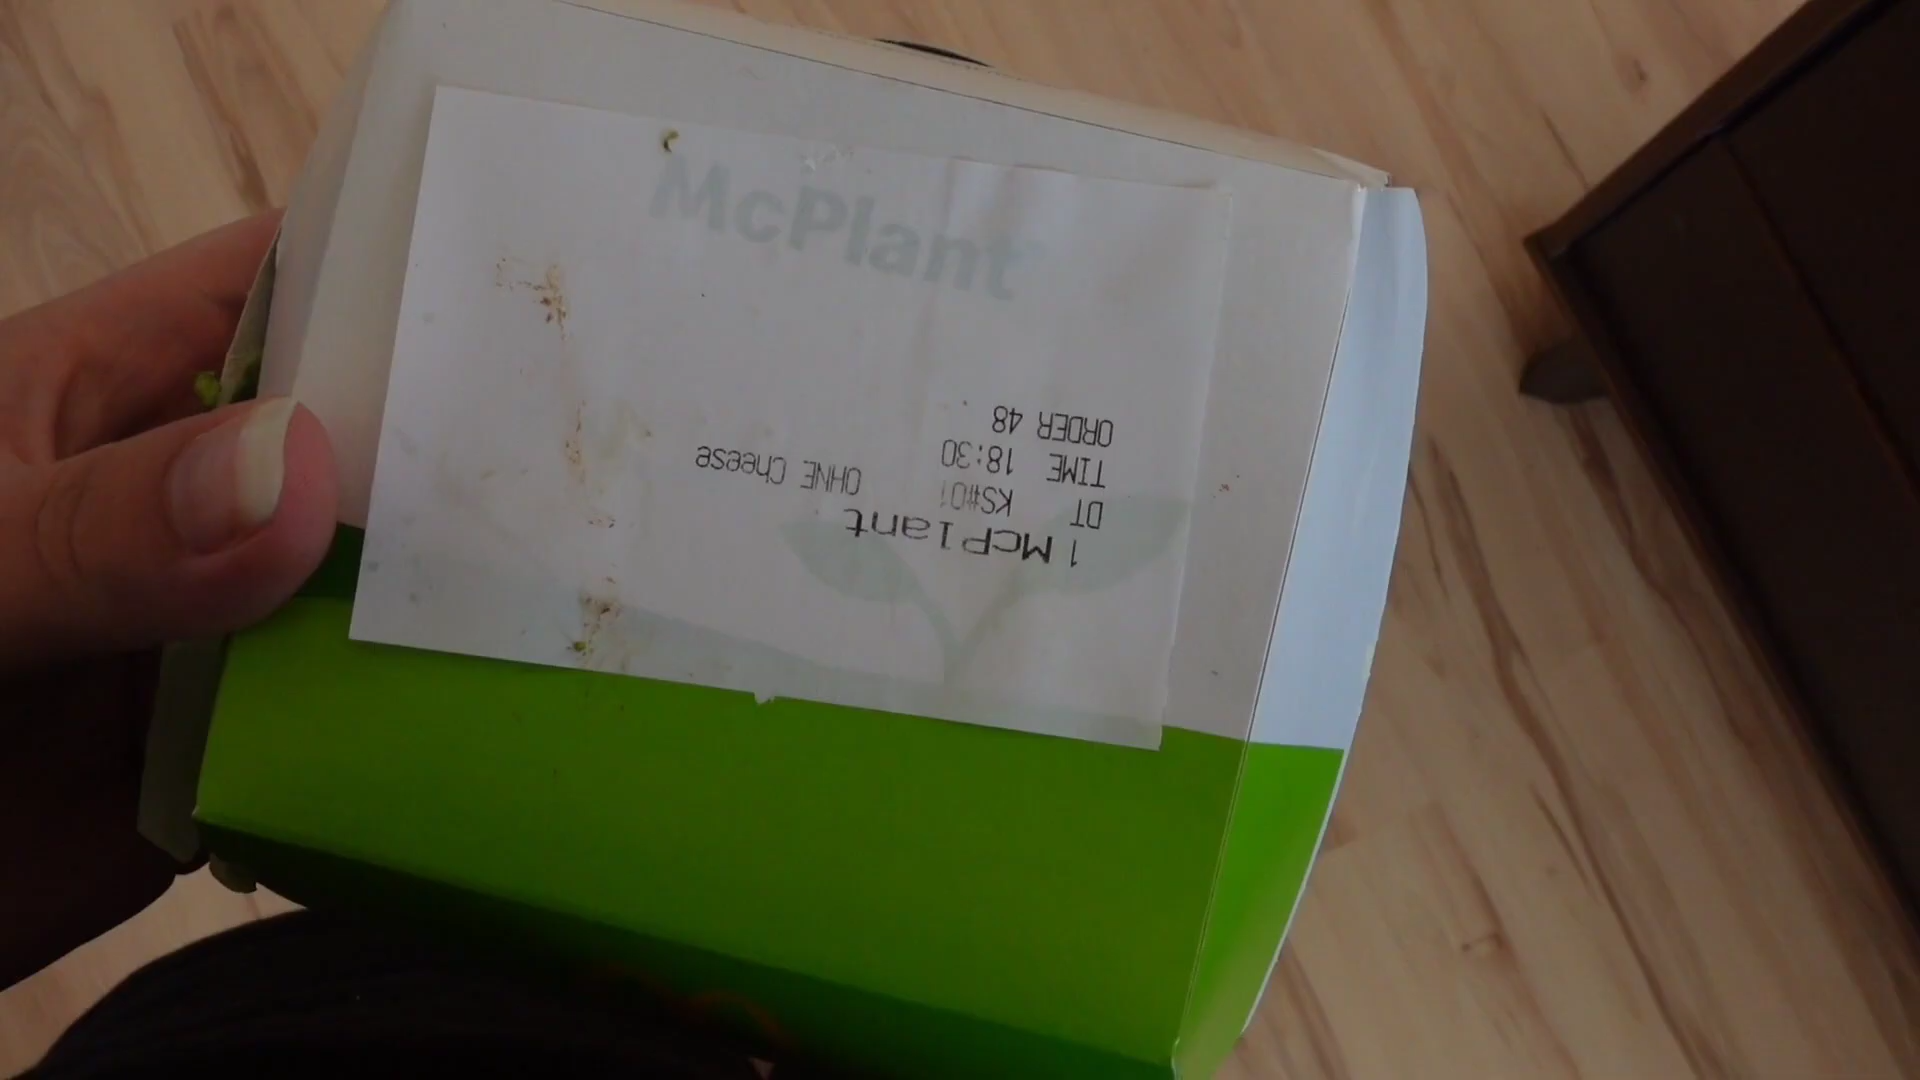 McPlant
1 McPlant
DT KS#01 OHNE Cheese
TIME 18:30
ORDER 48